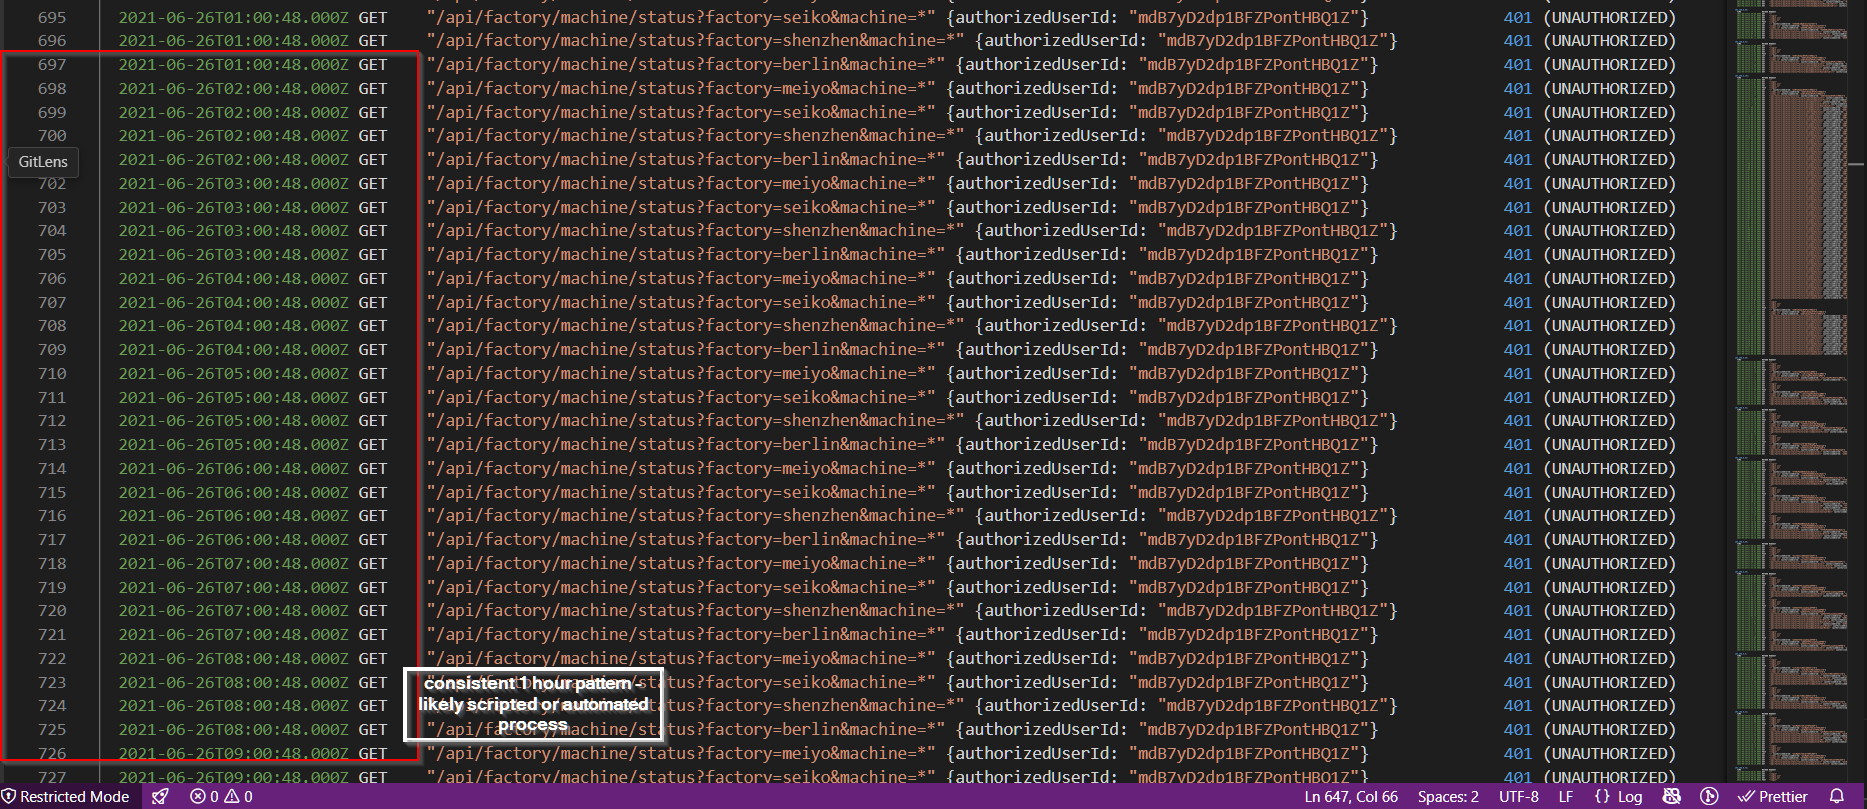 695 2021-06-26T01:00:48.000Z GET "/api/factory/machine/status?factory=seiko&machine=*" {authorizedUserId: "mdB7yD2dp1BFZPontHBQ1Z"} 401 (UNAUTHORIZED)
696 2021-06-26T01:00:48.000Z GET "/api/factory/machine/status?factory=shenzhen&machine=*" {authorizedUserId: "mdB7yD2dp1BFZPontHBQ1Z"} 401 (UNAUTHORIZED)
697 2021-06-26T01:00:48.000Z GET "/api/factory/machine/status?factory=berlin&machine=*" {authorizedUserId: "mdB7yD2dp1BFZPontHBQ1Z"} 401 (UNAUTHORIZED)
698 2021-06-26T02:00:48.000Z GET "/api/factory/machine/status?factory=meiyo&machine=*" {authorizedUserId: "mdB7yD2dp1BFZPontHBQ1Z"} 401 (UNAUTHORIZED)
699 2021-06-26T02:00:48.000Z GET "/api/factory/machine/status?factory=seiko&machine=*" {authorizedUserId: "mdB7yD2dp1BFZPontHBQ1Z"} 401 (UNAUTHORIZED)
700 2021-06-26T02:00:48.000Z GET "/api/factory/machine/status?factory=shenzhen&machine=*" {authorizedUserId: "mdB7yD2dp1BFZPontHBQ1Z"} 401 (UNAUTHORIZED)
GitLens
2021-06-26T02:00:48.000Z GET "/api/factory/machine/status?factory=berlin&machine=*" {authorizedUserId: "mdB7yD2dp1BFZPontHBQ1Z"} 401 (UNAUTHORIZED)
702 2021-06-26T03:00:48.000Z GET "/api/factory/machine/status?factory=meiyo&machine=*" {authorizedUserId: "mdB7yD2dp1BFZPontHBQ1Z"} 401 (UNAUTHORIZED)
703 2021-06-26T03:00:48.000Z GET "/api/factory/machine/status?factory=seiko&machine=*" {authorizedUserId: "mdB7yD2dp1BFZPontHBQ1Z"} 401 (UNAUTHORIZED)
704 2021-06-26T03:00:48.000Z GET "/api/factory/machine/status?factory=shenzhen&machine=*" {authorizedUserId: "mdB7yD2dp1BFZPontHBQ1Z"} 401 (UNAUTHORIZED)
705 2021-06-26T03:00:48.000Z GET "/api/factory/machine/status?factory=berlin&machine=*" {authorizedUserId: "mdB7yD2dp1BFZPontHBQ1Z"} 401 (UNAUTHORIZED)
706 2021-06-26T04:00:48.000Z GET "/api/factory/machine/status?factory=meiyo&machine=*" {authorizedUserId: "mdB7yD2dp1BFZPontHBQ1Z"} 401 (UNAUTHORIZED)
707 2021-06-26T04:00:48.000Z GET "/api/factory/machine/status?factory=seiko&machine=*" {authorizedUserId: "mdB7yD2dp1BFZPontHBQ1Z"} 401 (UNAUTHORIZED)
708 2021-06-26T04:00:48.000Z GET "/api/factory/machine/status?factory=shenzhen&machine=*" {authorizedUserId: "mdB7yD2dp1BFZPontHBQ1Z"} 401 (UNAUTHORIZED)
709 2021-06-26T04:00:48.000Z GET "/api/factory/machine/status?factory=berlin&machine=*" {authorizedUserId: "mdB7yD2dp1BFZPontHBQ1Z"} 401 (UNAUTHORIZED)
710 2021-06-26T05:00:48.000Z GET "/api/factory/machine/status?factory=meiyo&machine=*" {authorizedUserId: "mdB7yD2dp1BFZPontHBQ1Z"} 401 (UNAUTHORIZED)
711 2021-06-26T05:00:48.000Z GET "/api/factory/machine/status?factory=seiko&machine=*" {authorizedUserId: "mdB7yD2dp1BFZPontHBQ1Z"} 401 (UNAUTHORIZED)
712 2021-06-26T05:00:48.000Z GET "/api/factory/machine/status?factory=shenzhen&machine=*" {authorizedUserId: "mdB7yD2dp1BFZPontHBQ1Z"} 401 (UNAUTHORIZED)
713 2021-06-26T05:00:48.000Z GET "/api/factory/machine/status?factory=berlin&machine=*" {authorizedUserId: "mdB7yD2dp1BFZPontHBQ1Z"} 401 (UNAUTHORIZED)
714 2021-06-26T06:00:48.000Z GET "/api/factory/machine/status?factory=meiyo&machine=*" {authorizedUserId: "mdB7yD2dp1BFZPontHBQ1Z"} 401 (UNAUTHORIZED)
715 2021-06-26T06:00:48.000Z GET "/api/factory/machine/status?factory=seiko&machine=*" {authorizedUserId: "mdB7yD2dp1BFZPontHBQ1Z"} 401 (UNAUTHORIZED)
716 2021-06-26T06:00:48.000Z GET "/api/factory/machine/status?factory=shenzhen&machine=*" {authorizedUserId: "mdB7yD2dp1BFZPontHBQ1Z"} 401 (UNAUTHORIZED)
717 2021-06-26T06:00:48.000Z GET "/api/factory/machine/status?factory=berlin&machine=*" {authorizedUserId: "mdB7yD2dp1BFZPontHBQ1Z"} 401 (UNAUTHORIZED)
718 2021-06-26T07:00:48.000Z GET "/api/factory/machine/status?factory=meiyo&machine=*" {authorizedUserId: "mdB7yD2dp1BFZPontHBQ1Z"} 401 (UNAUTHORIZED)
719 2021-06-26T07:00:48.000Z GET "/api/factory/machine/status?factory=seiko&machine=*" {authorizedUserId: "mdB7yD2dp1BFZPontHBQ1Z"} 401 (UNAUTHORIZED)
720 2021-06-26T07:00:48.000Z GET "/api/factory/machine/status?factory=shenzhen&machine=*" {authorizedUserId: "mdB7yD2dp1BFZPontHBQ1Z"} 401 (UNAUTHORIZED)
721 2021-06-26T07:00:48.000Z GET "/api/factory/machine/status?factory=berlin&machine=*" {authorizedUserId: "mdB7yD2dp1BFZPontHBQ1Z"} 401 (UNAUTHORIZED)
722 2021-06-26T08:00:48.000Z GET "/api/factory/machine/status?factory=meiyo&machine=*" {authorizedUserId: "mdB7yD2dp1BFZPontHBQ1Z"} 401 (UNAUTHORIZED)
723 2021-06-26T08:00:48.000Z GET "/api/factory/machine/status?factory=seiko&machine=*" {authorizedUserId: "mdB7yD2dp1BFZPontHBQ1Z"} 401 (UNAUTHORIZED)
724 2021-06-26T08:00:48.000Z GET "/api/factory/machine/status?factory=shenzhen&machine=*" {authorizedUserId: "mdB7yD2dp1BFZPontHBQ1Z"} 401 (UNAUTHORIZED)
725 2021-06-26T08:00:48.000Z GET "/api/factory/machine/status?factory=berlin&machine=*" {authorizedUserId: "mdB7yD2dp1BFZPontHBQ1Z"} 401 (UNAUTHORIZED)
consistent 1 hour pattern -
likely scripted or automated
process
726 2021-06-26T09:00:48.000Z GET "/api/factory/machine/status?factory=meiyo&machine=*" {authorizedUserId: "mdB7yD2dp1BFZPontHBQ1Z"} 401 (UNAUTHORIZED)
727 2021-06-26T09:00:48.000Z GET "/api/factory/machine/status?factory=seiko&machine=*" {authorizedUserId: "mdB7yD2dp1BFZPontHBQ1Z"} 401 (UNAUTHORIZED)
Restricted Mode 0 0 Ln 647, Col 66 Spaces: 2 UTF-8 LF {} Log Prettier